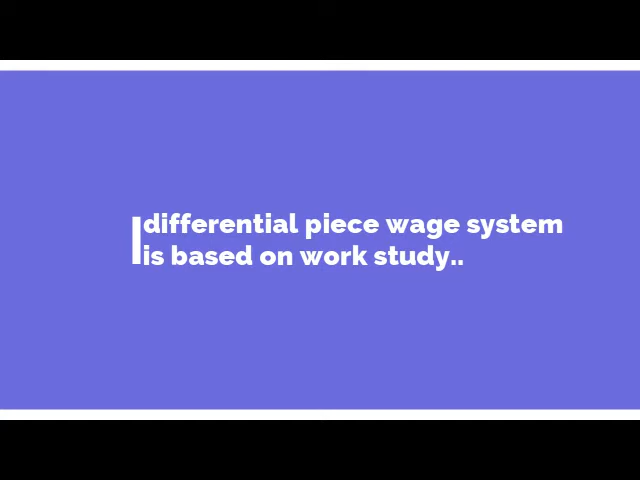 differential piece wage system
is based on work study..